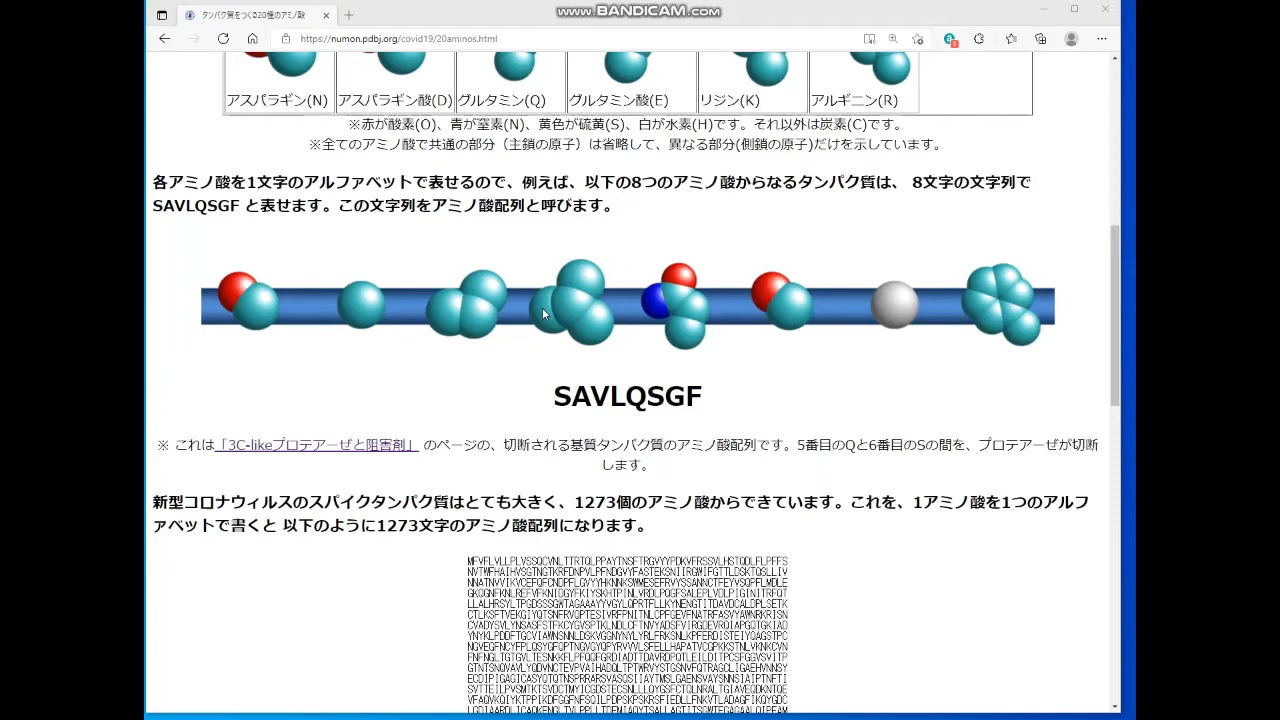 www.BANDICAM.com
タンパク質をつくる20種のアミノ酸
https://numon.pdbj.org/covid19/20aminos.html
アスパラギン(N) アスパラギン酸(D) グルタミン(Q) グルタミン酸(E) リジン(K) アルギニン(R)
※赤が酸素(O)、青が窒素(N)、黄色が硫黄(S)、白が水素(H)です。それ以外は炭素(C)です。
※全てのアミノ酸で共通の部分（主鎖の原子）は省略して、異なる部分(側鎖の原子)だけを示しています。
各アミノ酸を1文字のアルファベットで表せるので、例えば、以下の8つのアミノ酸からなるタンパク質は、 8文字の文字列で
SAVLQSGF と表せます。この文字列をアミノ酸配列と呼びます。
SAVLQSGF
※ これは「3C-likeプロテアーゼと阻害剤」 のページの、切断される基質タンパク質のアミノ酸配列です。5番目のQと6番目のSの間を、プロテアーゼが切断
します。
新型コロナウィルスのスパイクタンパク質はとても大きく、1273個のアミノ酸からできています。これを、1アミノ酸を1つのアルフ
ァベットで書くと 以下のように1273文字のアミノ酸配列になります。
MFVFLVLLPLVSSQCVNLTTRTQLPPAYTNSFTRGVYYPDKVFRSSVLHSTQDLFLPFFS
NVTWFHAIHVSGTNGTKRFDNPVLPFNDGVYFASTEKSNIIRGWIFGTTLDSKTQSLLIV
NNATNVVIKVCEFQFCNDPFLGVYYHKNNKSWMESEFRVYSSANNCTFEYVSQPFLMDLE
GKQGNFKNLREFVFKNIDGYFKIYSKHTPINLVRDLPQGFSALEPLVDLPIGINITRFQT
LLALHRSYLTPGDSSSGWTAGAAAYYVGYLQPRTFLLKYNENGTITDAVDCALDPLSETK
CTLKSFTVEKGIYQTSNFRVQPTESIVRFPNITNLCPFGEVFNATRFASVYAWNRKRISN
CVADYSVLYNSASFSTFKCYGVSPTKLNDLCFTNVYADSFVIRGDEVRQIAPGQTGKIAD
YNYKLPDDFTGCVIAWNSNNLDSKVGGNYNYLYRLFRKSNLKPFERDISTEIYQAGSTPC
NGVEGFNCYFPLQSYGFQPTNGVGYQPYRVVVLSFELLHAPATVCGPKKSTNLVKNKCVN
FNFNGLTGTGVLTESNKKFLPFQQFGRDIADTTDAVRDPQTLEILDITPCSFGGVSVITP
GTNTSNQVAVLYQDVNCTEVPVAIHADQLTPTWRVYSTGSNVFQTRAGCLIGAEHVNNSY
ECDIPIGAGICASYQTQTNSPRRARSVASQSIIAYTMSLGAENSVAYSNNSIAIPTNFTI
SVTTEILPVSMTKTSVDCTMYICGDSTECSNLLLQYGSFCTQLNRALTGIAVEQDKNTQE
VFAQVKQIYKTPPIKDFGGFNFSQILPDPSKPSKRSFIEDLLFNKVTLADAGFIKQYGDC